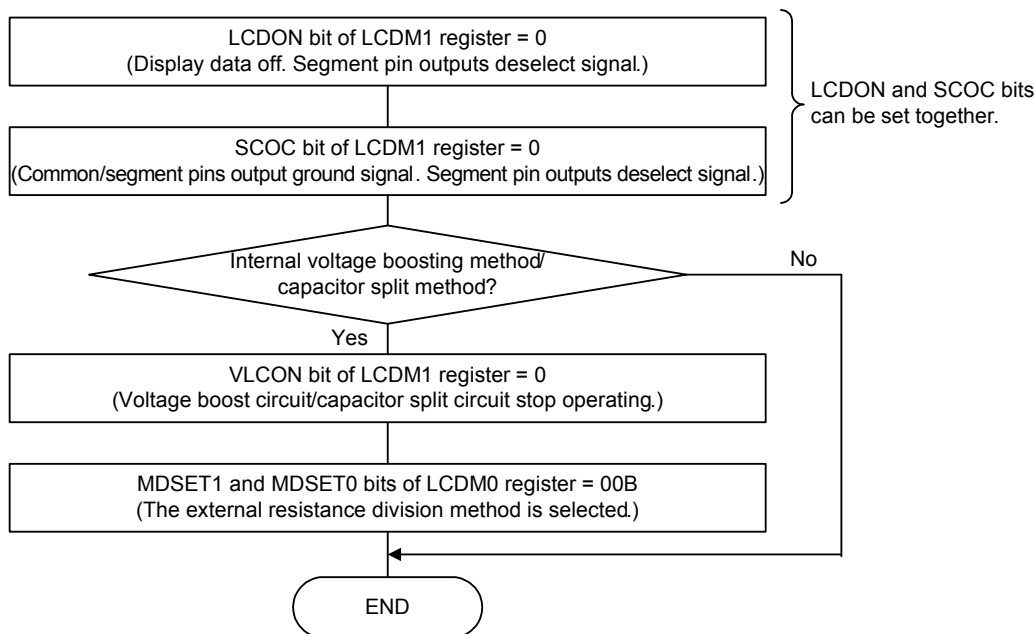 LCDON bit of LCDM1 register = 0
(Display data off. Segment pin outputs deselect signal.)
LCDON and SCOC bits
can be set together.
SCOC bit of LCDM1 register = 0
(Common/segment pins output ground signal. Segment pin outputs deselect signal.)
Internal voltage boosting method/
capacitor split method?
No
Yes
VLCON bit of LCDM1 register = 0
(Voltage boost circuit/capacitor split circuit stop operating.)
MDSET1 and MDSET0 bits of LCDM0 register = 00B
(The external resistance division method is selected.)
END